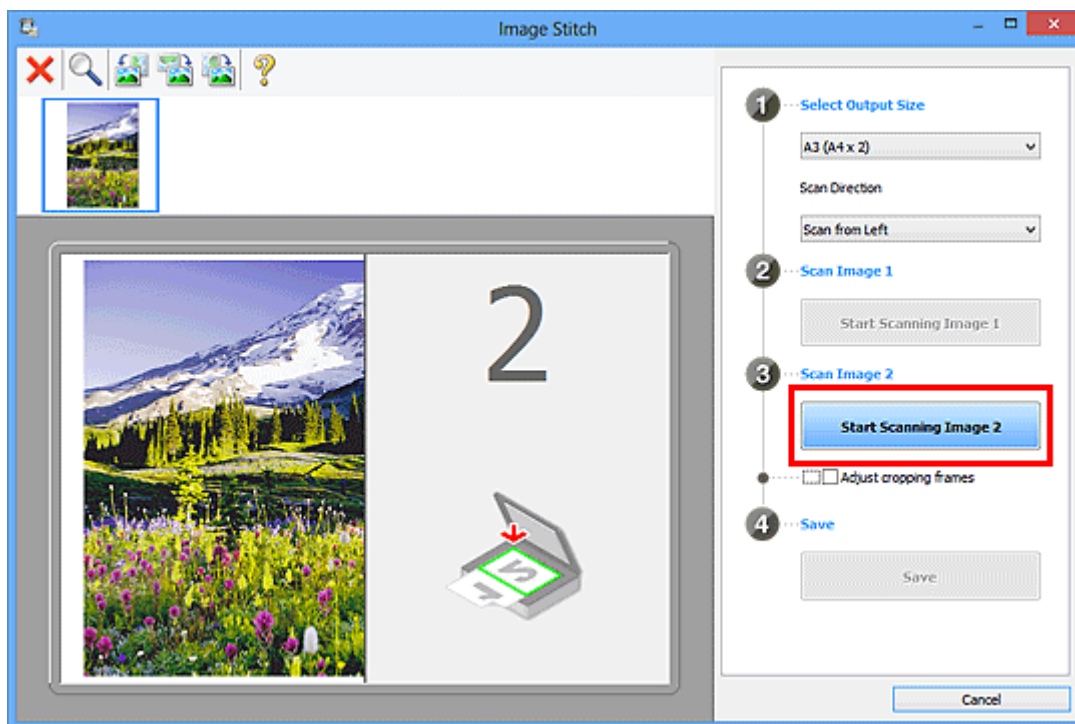 Image Stitch
1
Select Output Size
A3 (A4 x 2)
Scan Direction
Scan from Left
2
Scan Image 1
Start Scanning Image 1
3
Scan Image 2
Start Scanning Image 2
Adjust cropping frames
4
Save
Save
Cancel
2
1 2